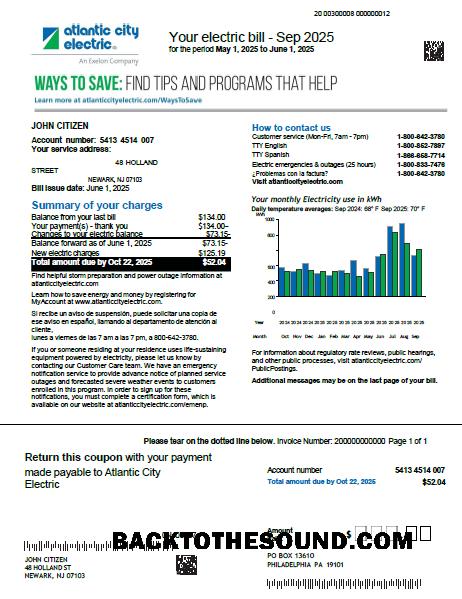 20 00300008 000000012
atlantic city
electric.
An Exelon Company
Your electric bill - Sep 2025
for the period May 1, 2025 to June 1, 2025
WAYS TO SAVE: FIND TIPS AND PROGRAMS THAT HELP
Learn more at atlanticcityelectric.com/WaysToSave
JOHN CITIZEN
Account number: 5413 4514 007
Your service address:
48 HOLLAND
STREET
NEWARK, NJ 07103
Bill issue date: June 1, 2025
Summary of your charges
Balance from your last bill $134.00
Your payment(s) - thank you $134.00-
Changes to your electric balance $73.15-
Balance forward as of June 1, 2025 $73.15-
New electric charges $125.19
Total amount due by Oct 22, 2025 $52.04
Find helpful storm preparation and power outage information at
atlanticcityelectric.com
Learn how to save energy and money by registering for
MyAccount at www.atlanticcityelectric.com.
Si recibe un aviso de suspención, puede solicitar una copia de
ese aviso en español, llamando al departamento de atención al
cliente,
lunes a viernes de las 7 am a las 7 pm, a 800-642-3780.
If you or someone residing at your residence uses life-sustaining
equipment powered by electricity, please let us know by
contacting our Customer Care team. We have an emergency
notification service to provide advance notice of planned service
outages and forecasted severe weather events to customers
enrolled in this program. In order to sign up for these
notifications, you must complete a certification form, which is
available on our website at atlanticcityelectric.com/emenp.
How to contact us
Customer service (Mon-Fri, 7am - 7pm) 1-800-642-3780
TTY English 1-800-852-7897
TTY Spanish 1-866-658-7714
Electric emergencies & outages (25 hours) 1-800-833-7476
¿Problemas con la factura? 1-800-642-3780
Visit atlanticcityelectric.com
Your monthly Electricity use in kWh
Daily temperature averages: Sep 2024: 68° F Sep 2025: 70° F
kWh
1000
800
600
400
200
0
Year 2024 2025
Month Oct Nov Dec Jan Feb Mar Apr May Jun Jul Aug Sep
For information about regulatory rate reviews, public hearings,
and other processes, visit atlanticcityelectric.com/
PublicPostings.
Additional messages may be on the last page of your bill.
Please tear on the dotted line below. Invoice Number: 200000000000 Page 1 of 1
Return this coupon with your payment
made payable to Atlantic City
Electric
Account number 5413 4514 007
Total amount due by Oct 22, 2025 $52.04
Amount
$
BACKTOTHESOUND.COM
JOHN CITIZEN
48 HOLLAND ST
NEWARK, NJ 07103
PO BOX 13610
PHILADELPHIA PA 19101